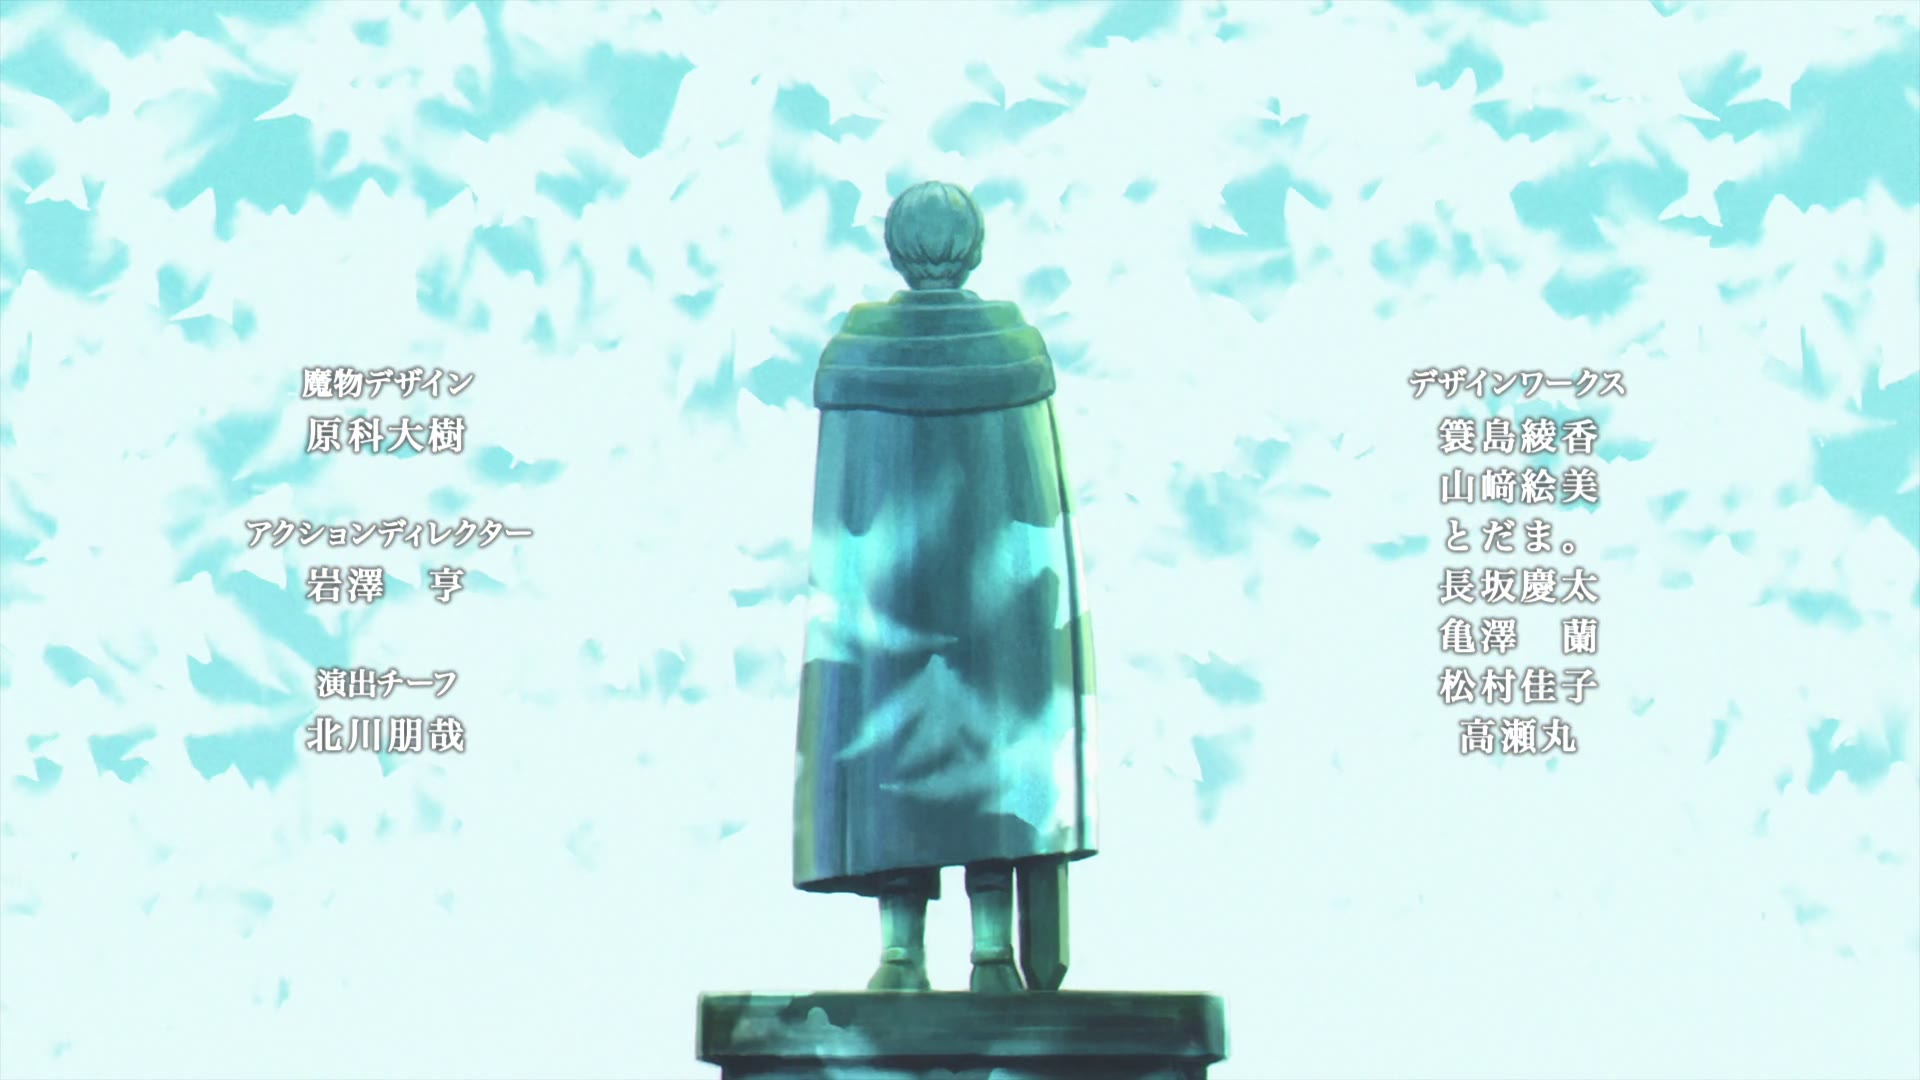 魔物デザイン
原科大樹
アクションディレクター
岩澤　亨
演出チーフ
北川朋哉
デザインワークス
簑島綾香
山﨑絵美
とだま。
長坂慶太
亀澤　蘭
松村佳子
高瀬丸